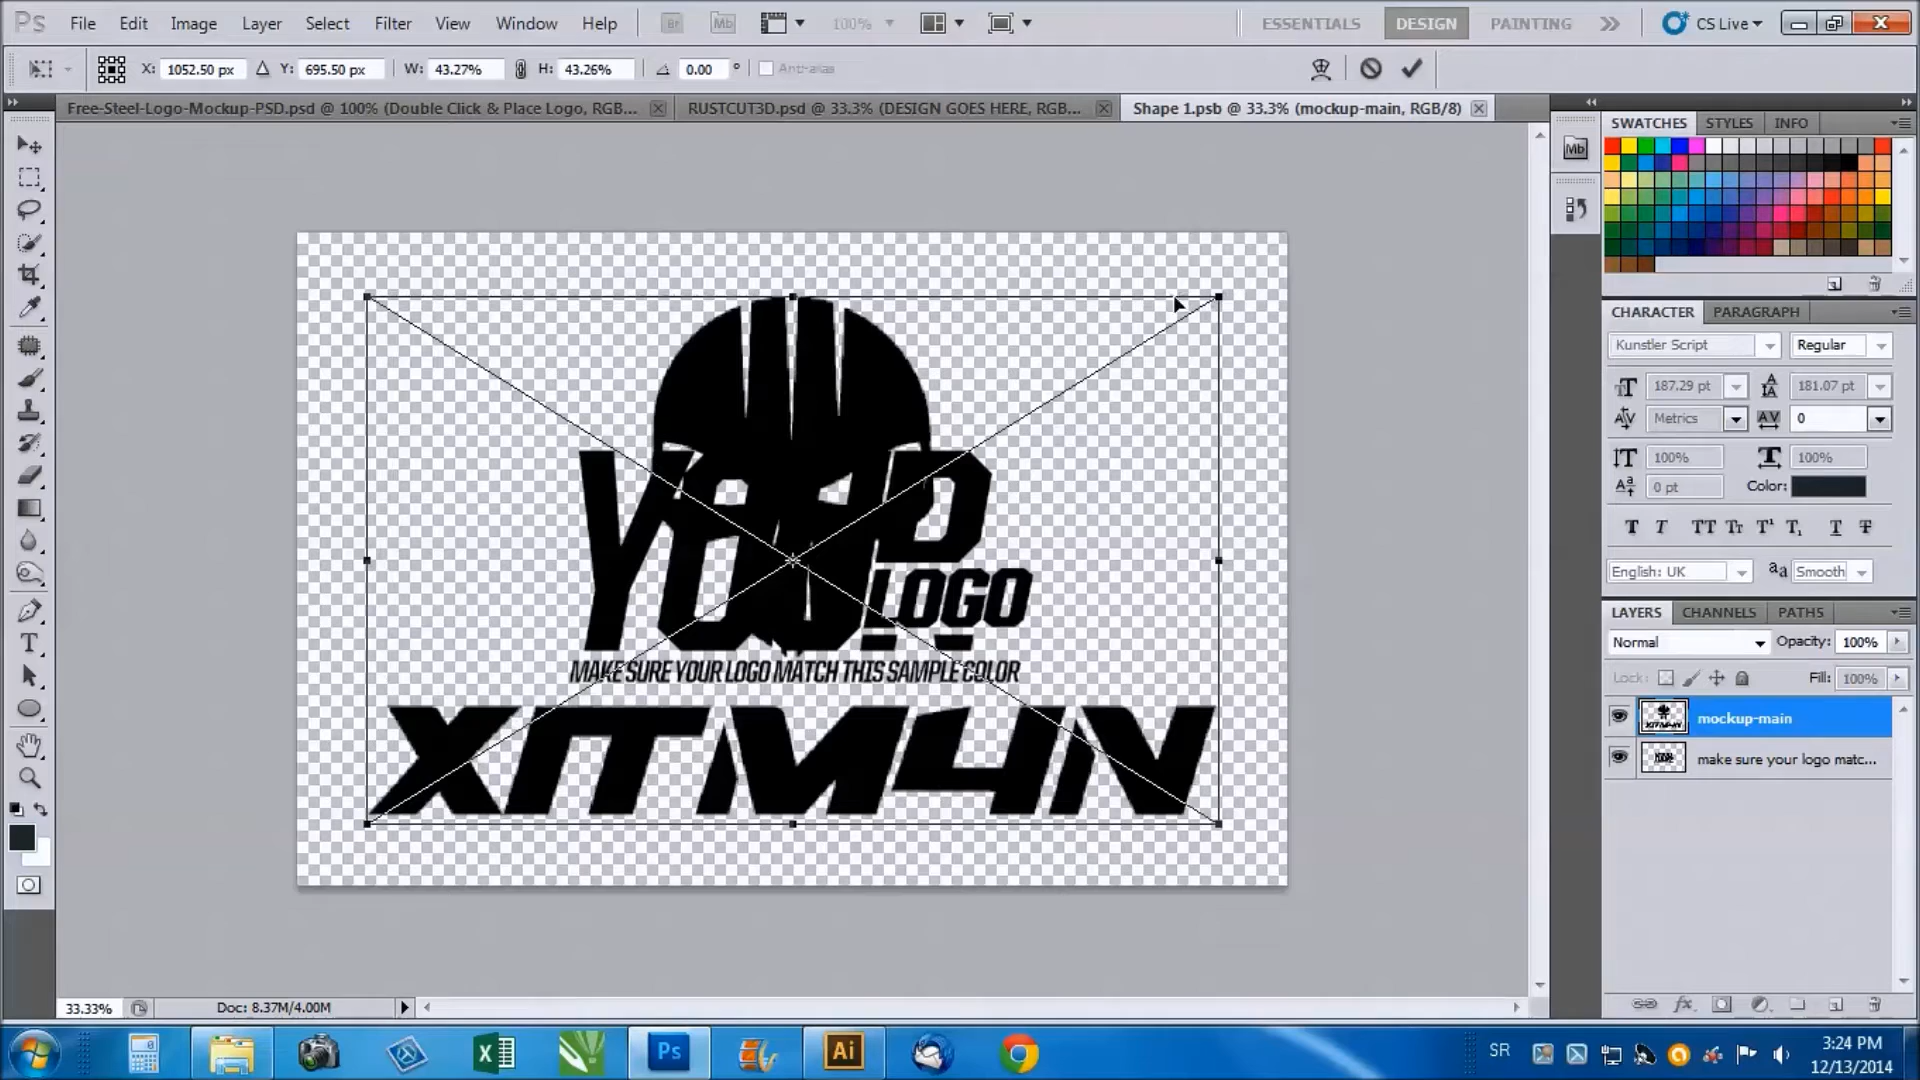 Ps File Edit Image Layer Select Filter View Window Help Br Mb 100% ESSENTIALS DESIGN PAINTING CS Live
X: 1052.50 px Y: 695.50 px W: 43.27% H: 43.26% 0.00 ° Anti-alias
Free-Steel-Logo-Mockup-PSD.psd @ 100% (Double Click & Place Logo, RGB... RUSTCUT3D.psd @ 33.3% (DESIGN GOES HERE, RGB... Shape 1.psb @ 33.3% (mockup-main, RGB/8)
SWATCHES STYLES INFO
Mb
CHARACTER PARAGRAPH
Kunstler Script Regular
187.29 pt 181.07 pt
Metrics 0
100% 100%
0 pt Color:
English: UK Smooth
LAYERS CHANNELS PATHS
Normal Opacity: 100%
Lock: Fill: 100%
mockup-main
make sure your logo matc...
YOUR
LOGO
MAKE SURE YOUR LOGO MATCH THIS SAMPLE COLOR
XITM4N
33.33% Doc: 8.37M/4.00M
Ps Ai SR 3:24 PM
12/13/2014